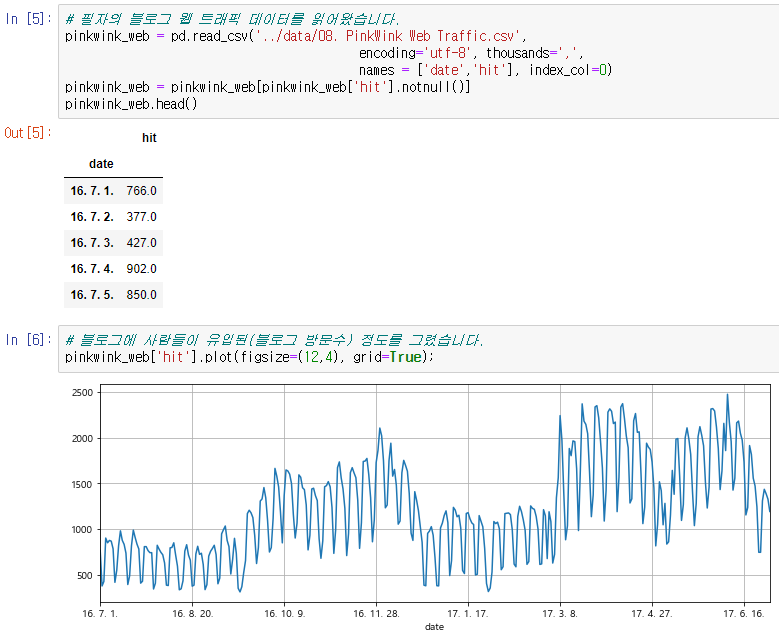 In [5]:
# 필자의 블로그 웹 트래픽 데이터를 읽어왔습니다.
pinkwink_web = pd.read_csv('../data/08. PinkWink Web Traffic.csv',
encoding='utf-8', thousands=',',
names = ['date','hit'], index_col=0)
pinkwink_web = pinkwink_web[pinkwink_web['hit'].notnull()]
pinkwink_web.head()
Out[5]:
hit
date
16. 7. 1. 766.0
16. 7. 2. 377.0
16. 7. 3. 427.0
16. 7. 4. 902.0
16. 7. 5. 850.0
In [6]:
# 블로그에 사람들이 유입된(블로그 방문수) 정도를 그렸습니다.
pinkwink_web['hit'].plot(figsize=(12,4), grid=True);
2500
2000
1500
1000
500
16. 7. 1. 16. 8. 20. 16. 10. 9. 16. 11. 28. 17. 1. 17. 17. 3. 8. 17. 4. 27. 17. 6. 16.
date